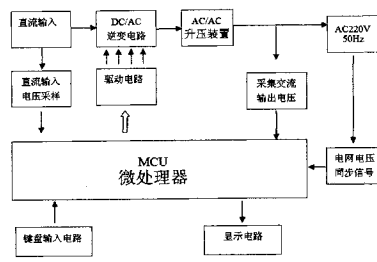 直流输入
DC/AC
逆变电路
AC/AC
升压装置
AC220V
50Hz
直流输入
电压采样
驱动电路
采集交流
输出电压
MCU
微处理器
电网电压
同步信号
键盘输入电路
显示电路